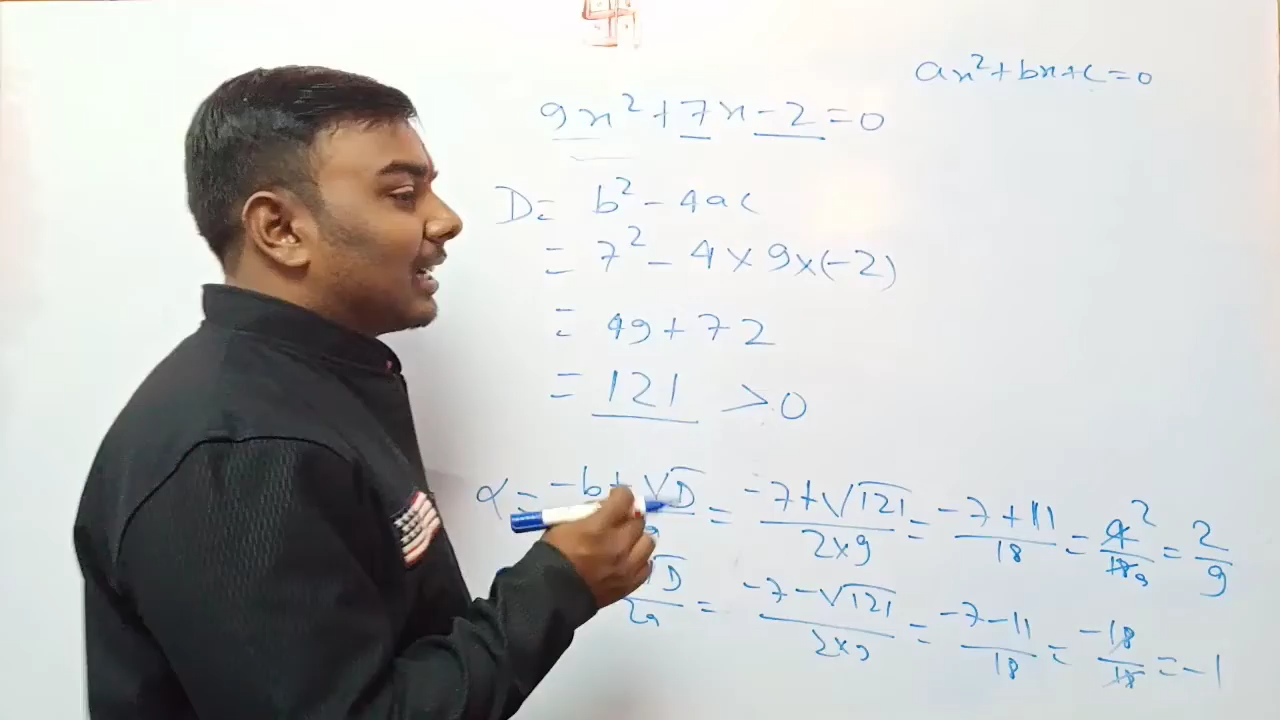 ax²+bx+c=0
9x²+7x-2=0
D= b²-4ac
= 7²-4×9×(-2)
= 49+72
= 121 >0
α= -b+√D = -7+√121/2×9 = -7+11/18 = 4/18 2/9 = 2/9
√D/2a = -7-√121/2×9 = -7-11/18 = -18/18 = -1